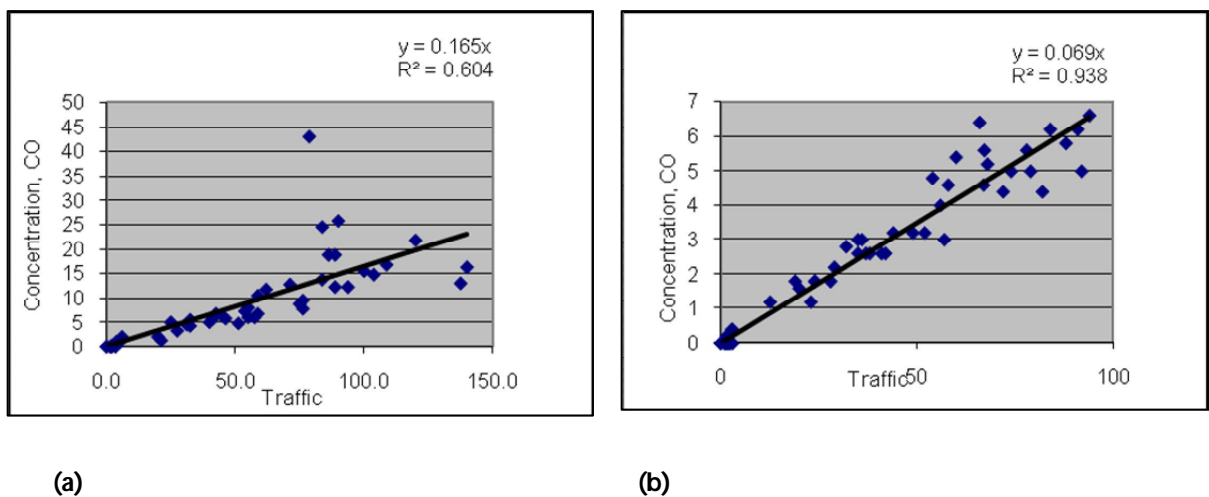 y = 0.165x
R² = 0.604
50
45
40
35
30
25
20
15
10
5
0
Concentration, CO
0.0 50.0 100.0 150.0
Traffic
y = 0.069x
R² = 0.938
7
6
5
4
3
2
1
0
Concentration, CO
0 50 100
Traffic
(a)
(b)